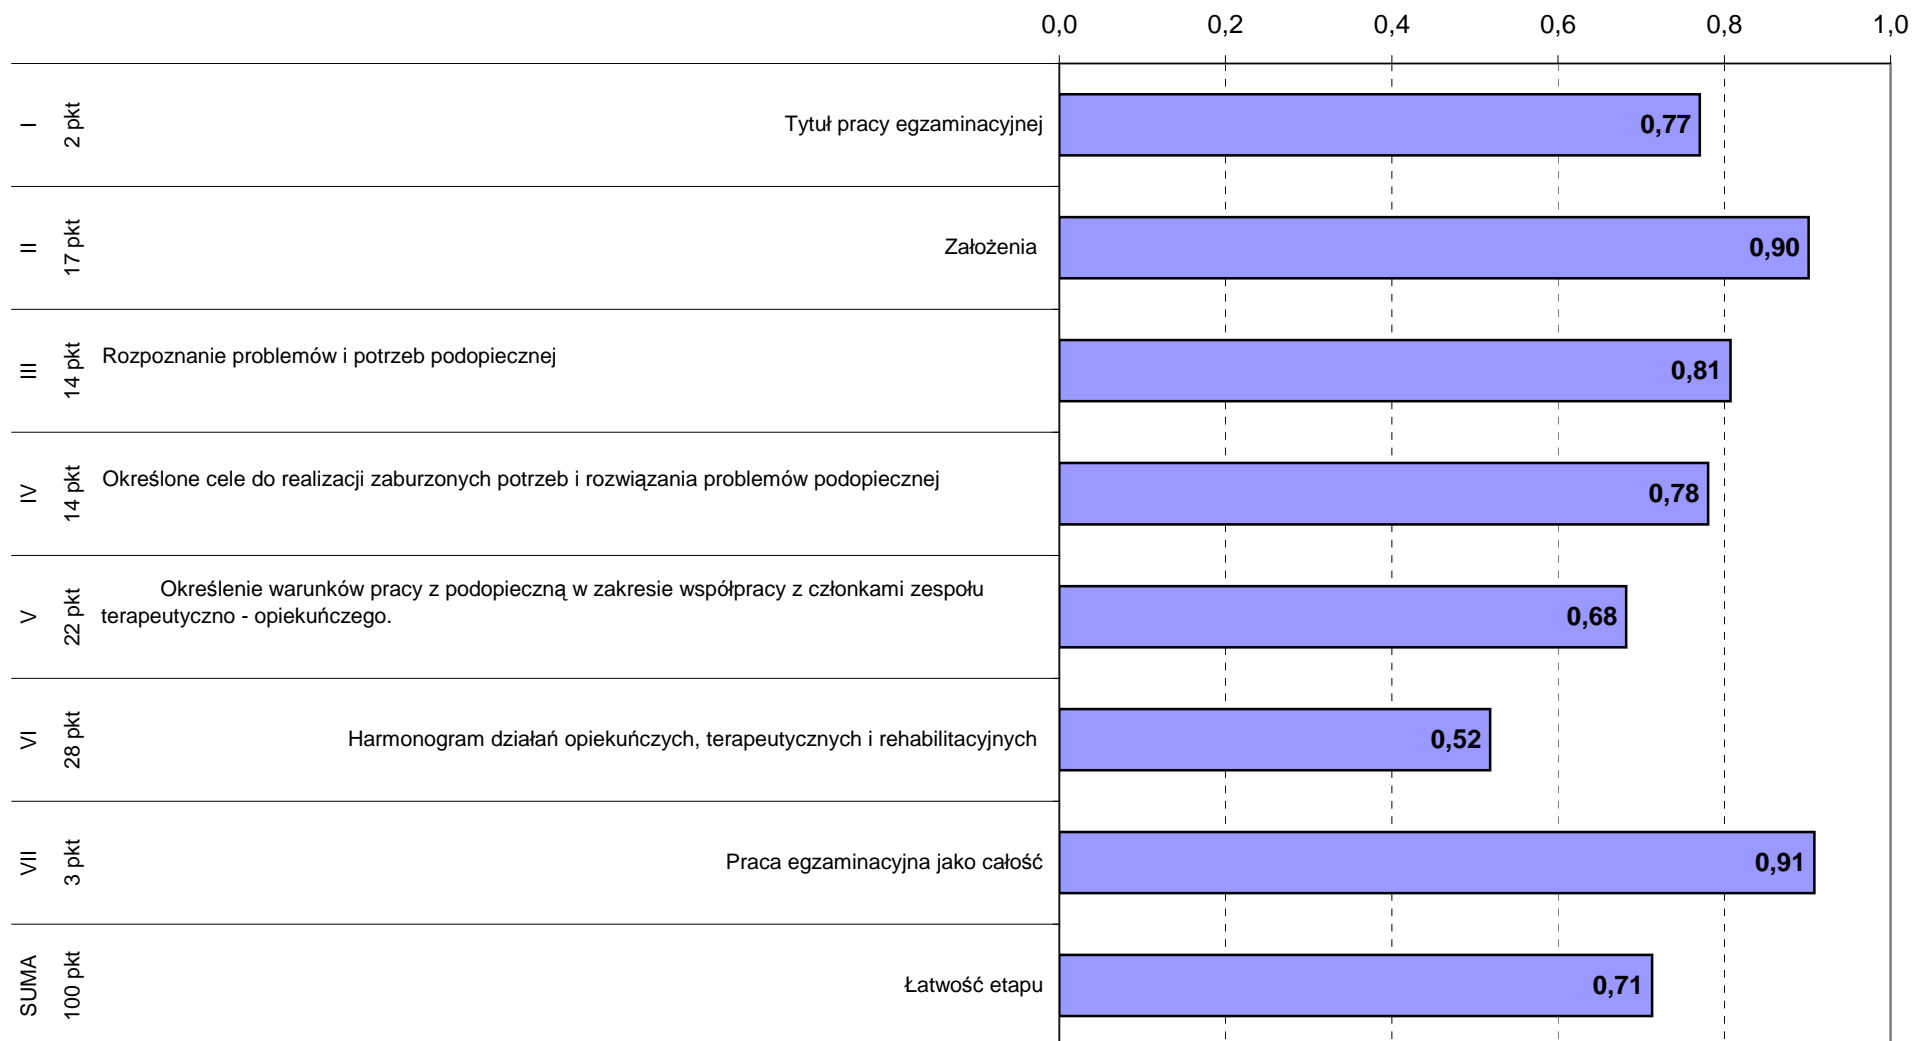 0,0 0,2 0,4 0,6 0,8 1,0
I 2 pkt Tytuł pracy egzaminacyjnej 0,77
II 17 pkt Założenia 0,90
III 14 pkt Rozpoznanie problemów i potrzeb podopiecznej 0,81
IV 14 pkt Określone cele do realizacji zaburzonych potrzeb i rozwiązania problemów podopiecznej 0,78
V 22 pkt Określenie warunków pracy z podopieczną w zakresie współpracy z członkami zespołu
terapeutyczno - opiekuńczego. 0,68
VI 28 pkt Harmonogram działań opiekuńczych, terapeutycznych i rehabilitacyjnych 0,52
VII 3 pkt Praca egzaminacyjna jako całość 0,91
SUMA 100 pkt Łatwość etapu 0,71